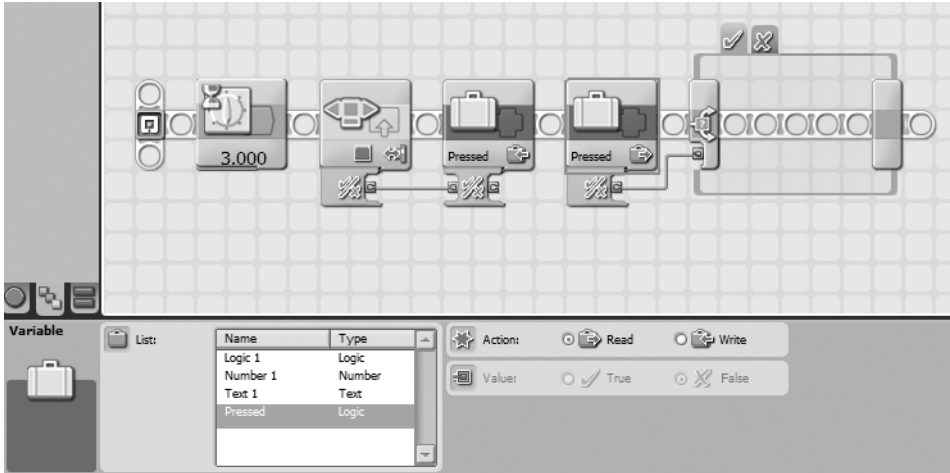 3.000
Pressed
Pressed
Variable
List:
Name Type
Logic 1 Logic
Number 1 Number
Text 1 Text
Pressed Logic
Action: Read Write
Value: True False